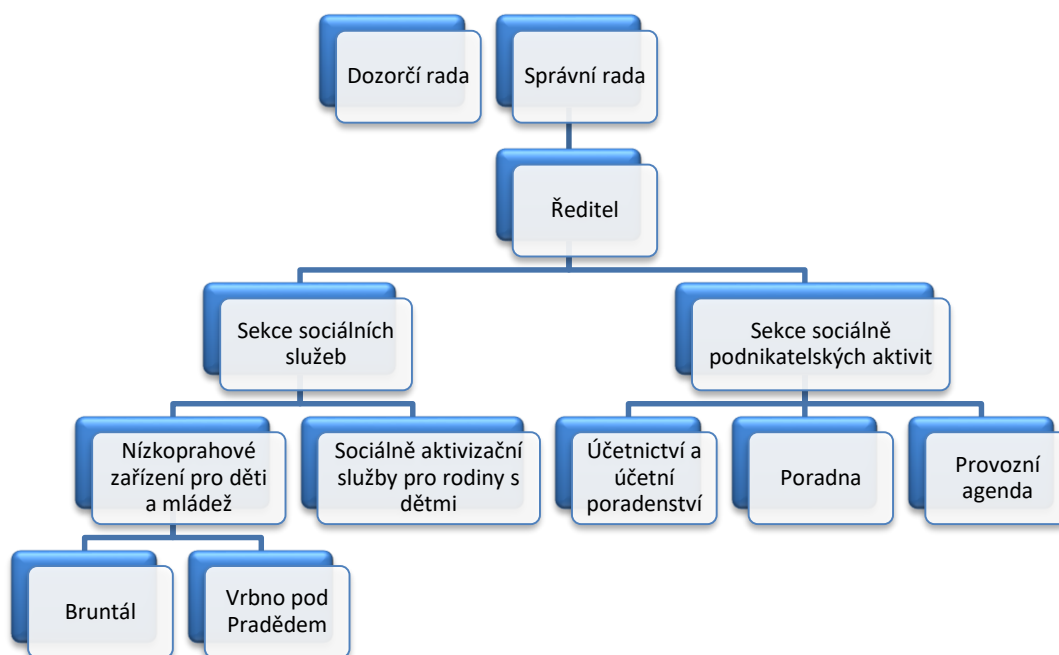 Dozorčí rada
Správní rada
Ředitel
Sekce sociálních
služeb
Sekce sociálně
podnikatelských aktivit
Nízkoprahové
zařízení pro děti
a mládež
Sociálně aktivizační
služby pro rodiny s
dětmi
Účetnictví a
účetní
poradenství
Poradna
Provozní
agenda
Bruntál
Vrbno pod
Pradědem